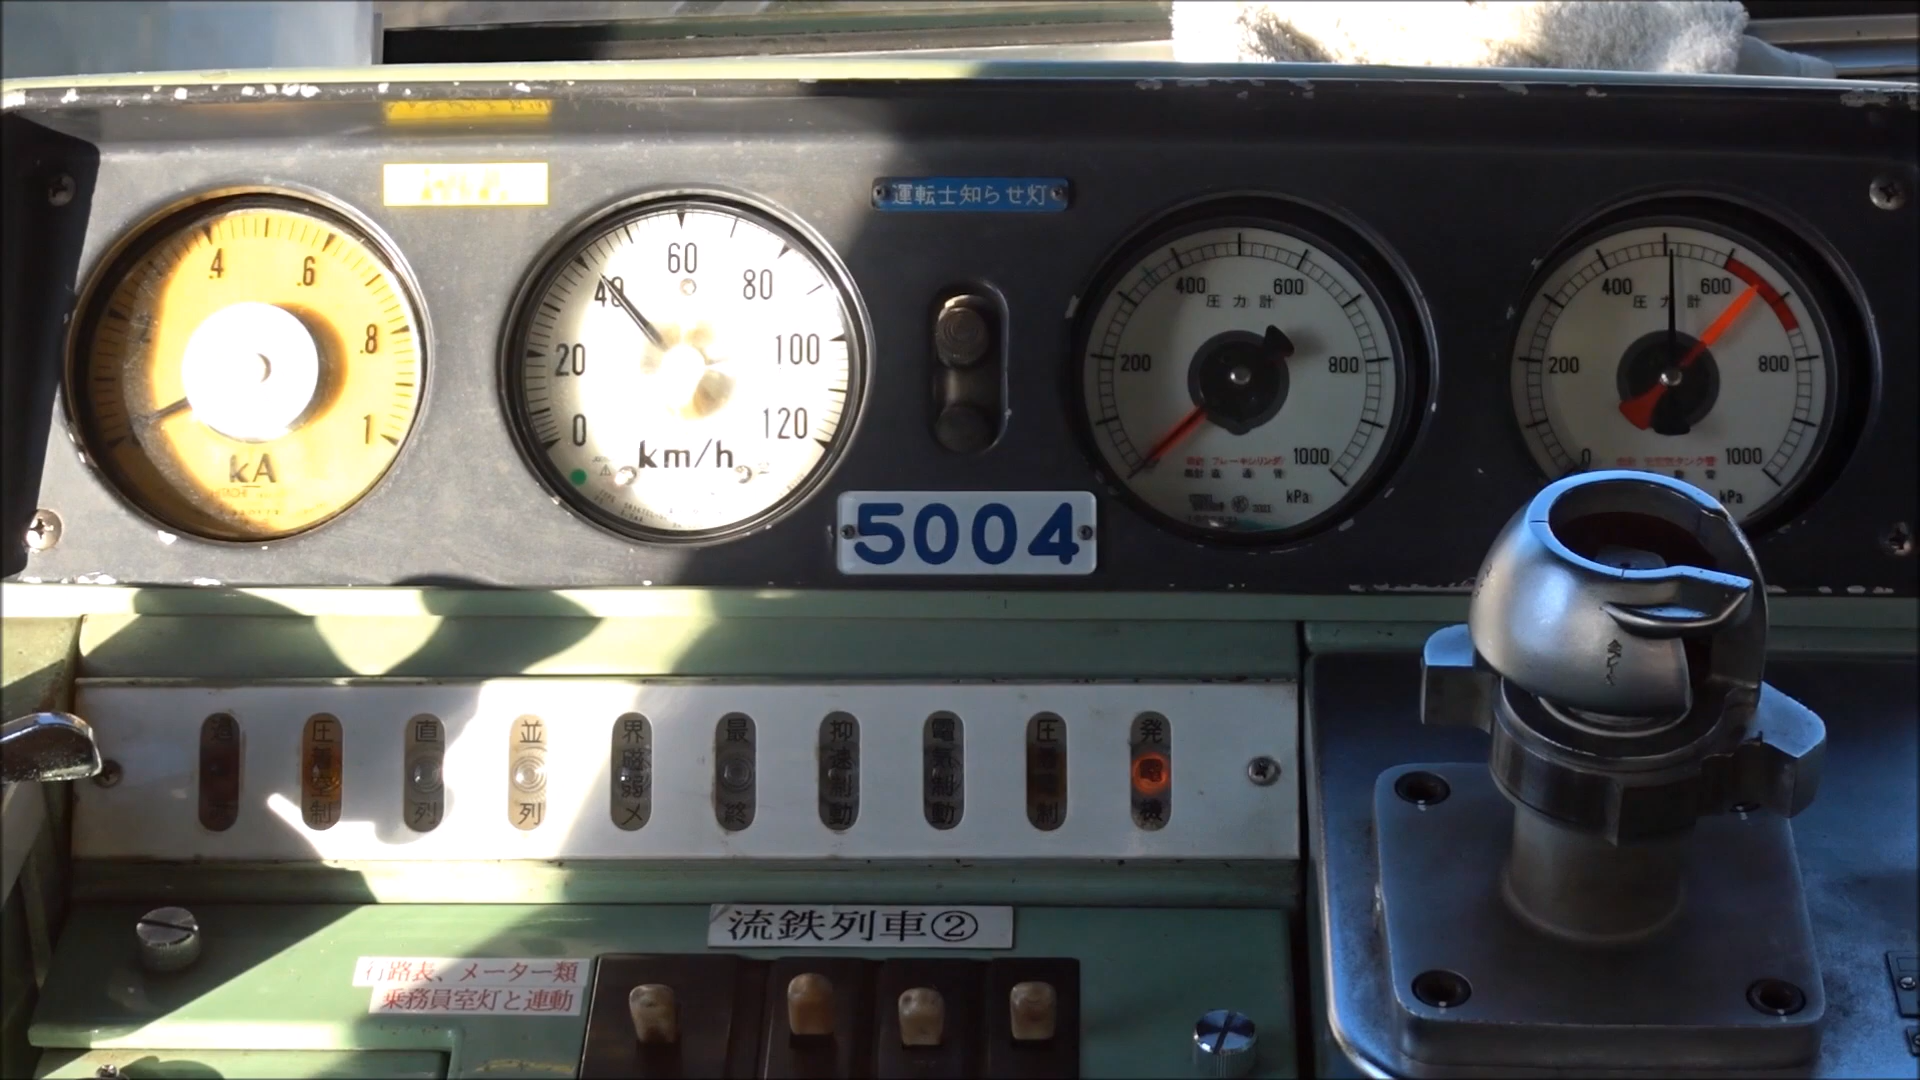 運転士知らせ灯
.4
.6
.8
1
kA
0
20
40
60
80
100
120
km/h
200
400
600
800
1000
圧力計
kPa
0
200
400
600
800
1000
圧力計
kPa
5004
圧着空制
直列
並列
界磁弱メ
最終
抑速制動
電気制動
発電機
流鉄列車②
行路表、メーター類
乗務員室灯と連動